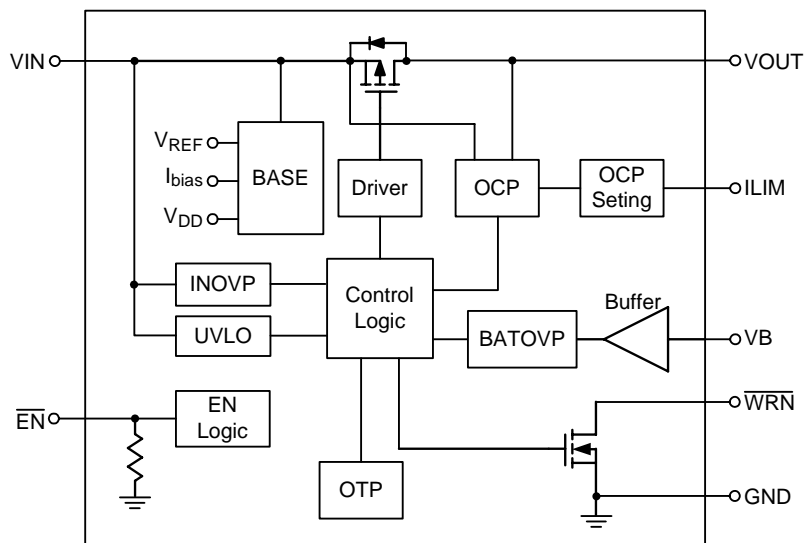 VIN
VOUT
VREF
Ibias
VDD
BASE
Driver
OCP
OCP
Seting
ILIM
INOVP
UVLO
Control
Logic
BATOVP
Buffer
VB
EN
EN
Logic
OTP
WRN
GND